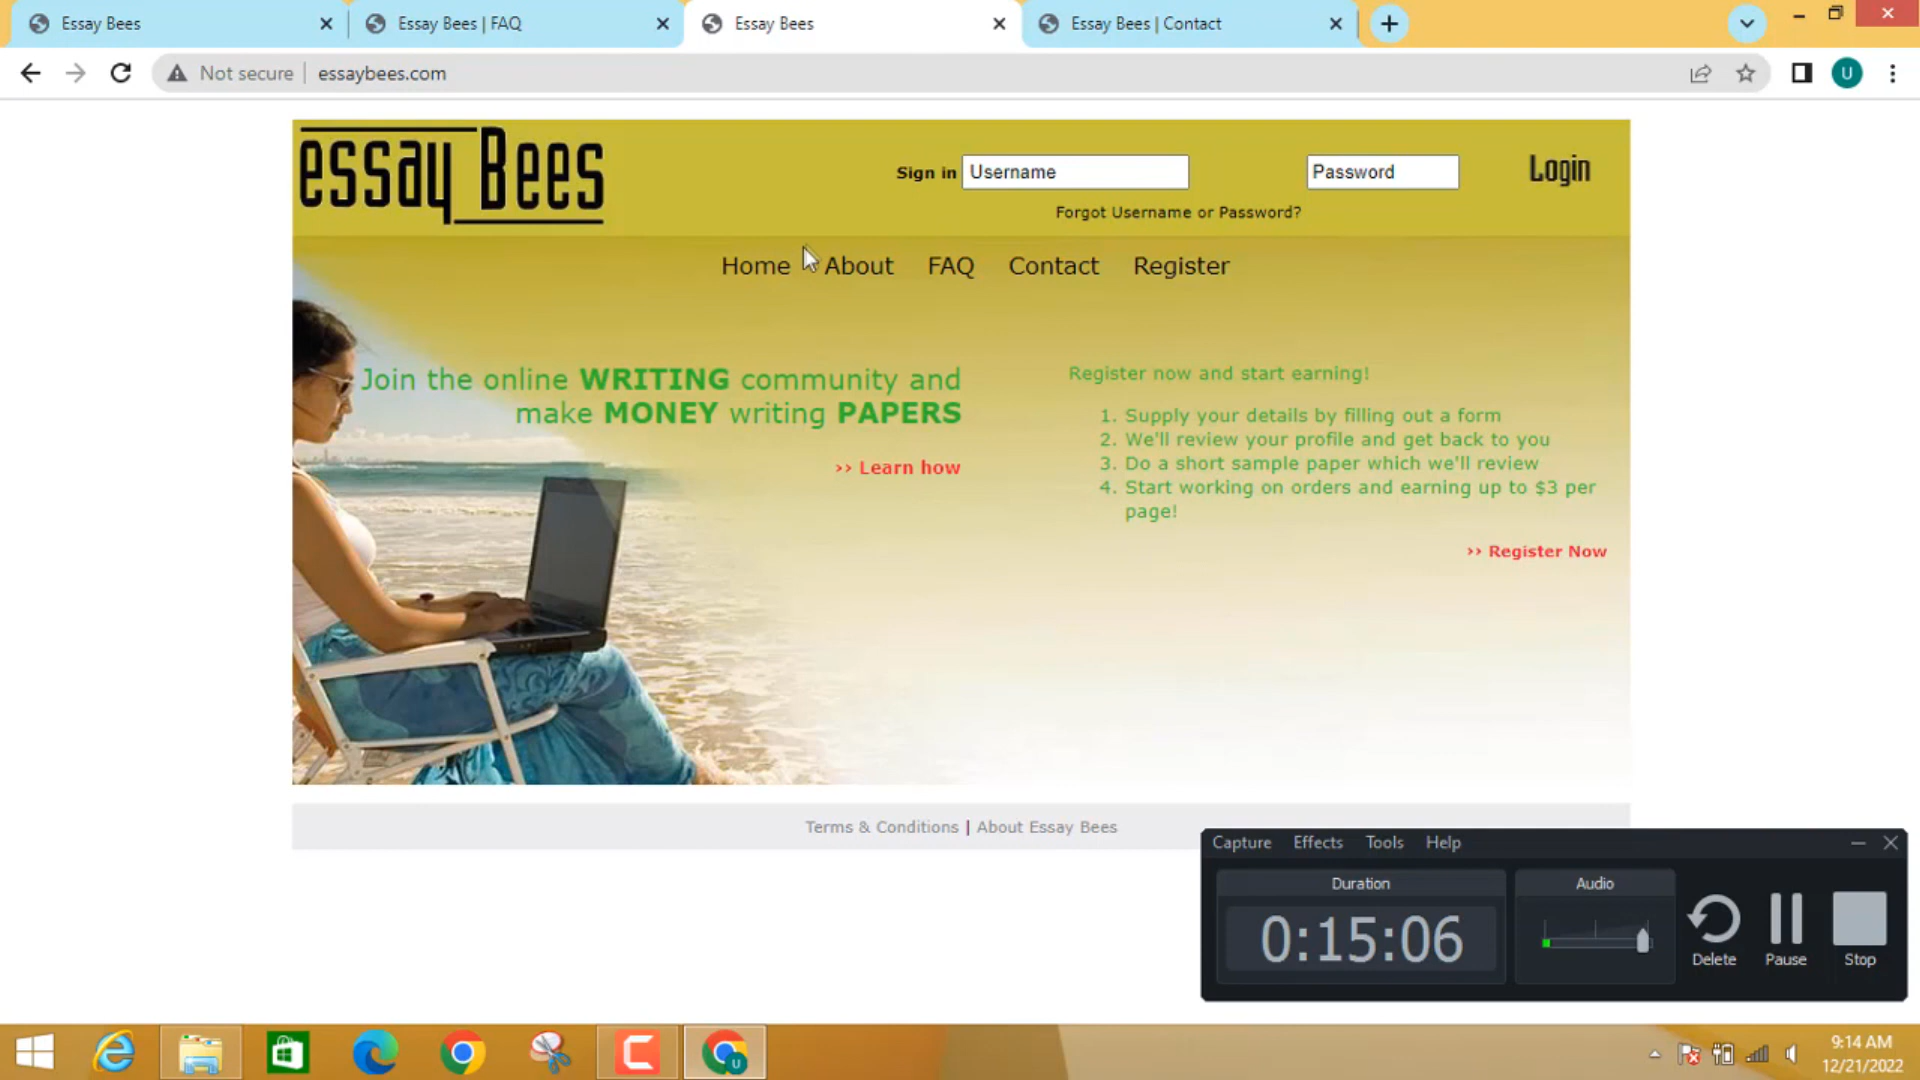 Essay Bees
Essay Bees | FAQ
Essay Bees
Essay Bees | Contact
Not secure
essaybees.com
U
essay Bees
Sign in
Username
Password
Login
Forgot Username or Password?
Home
About
FAQ
Contact
Register
Join the online WRITING community and
make MONEY writing PAPERS
>> Learn how
Register now and start earning!
1. Supply your details by filling out a form
2. We'll review your profile and get back to you
3. Do a short sample paper which we'll review
4. Start working on orders and earning up to $3 per
page!
>> Register Now
Terms & Conditions | About Essay Bees
Capture
Effects
Tools
Help
Duration
Audio
0:15:06
Delete
Pause
Stop
U
9:14 AM
12/21/2022